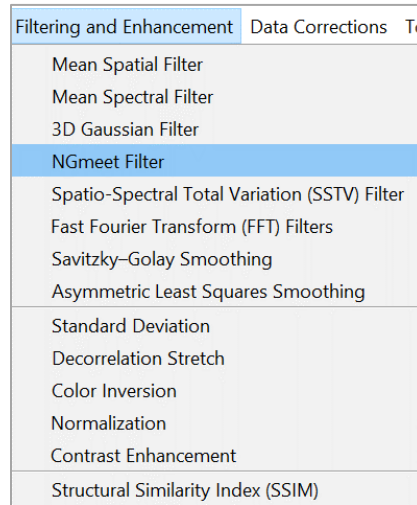 Filtering and Enhancement Data Corrections
Mean Spatial Filter
Mean Spectral Filter
3D Gaussian Filter
NGmeet Filter
Spatio-Spectral Total Variation (SSTV) Filter
Fast Fourier Transform (FFT) Filters
Savitzky–Golay Smoothing
Asymmetric Least Squares Smoothing
Standard Deviation
Decorrelation Stretch
Color Inversion
Normalization
Contrast Enhancement
Structural Similarity Index (SSIM)